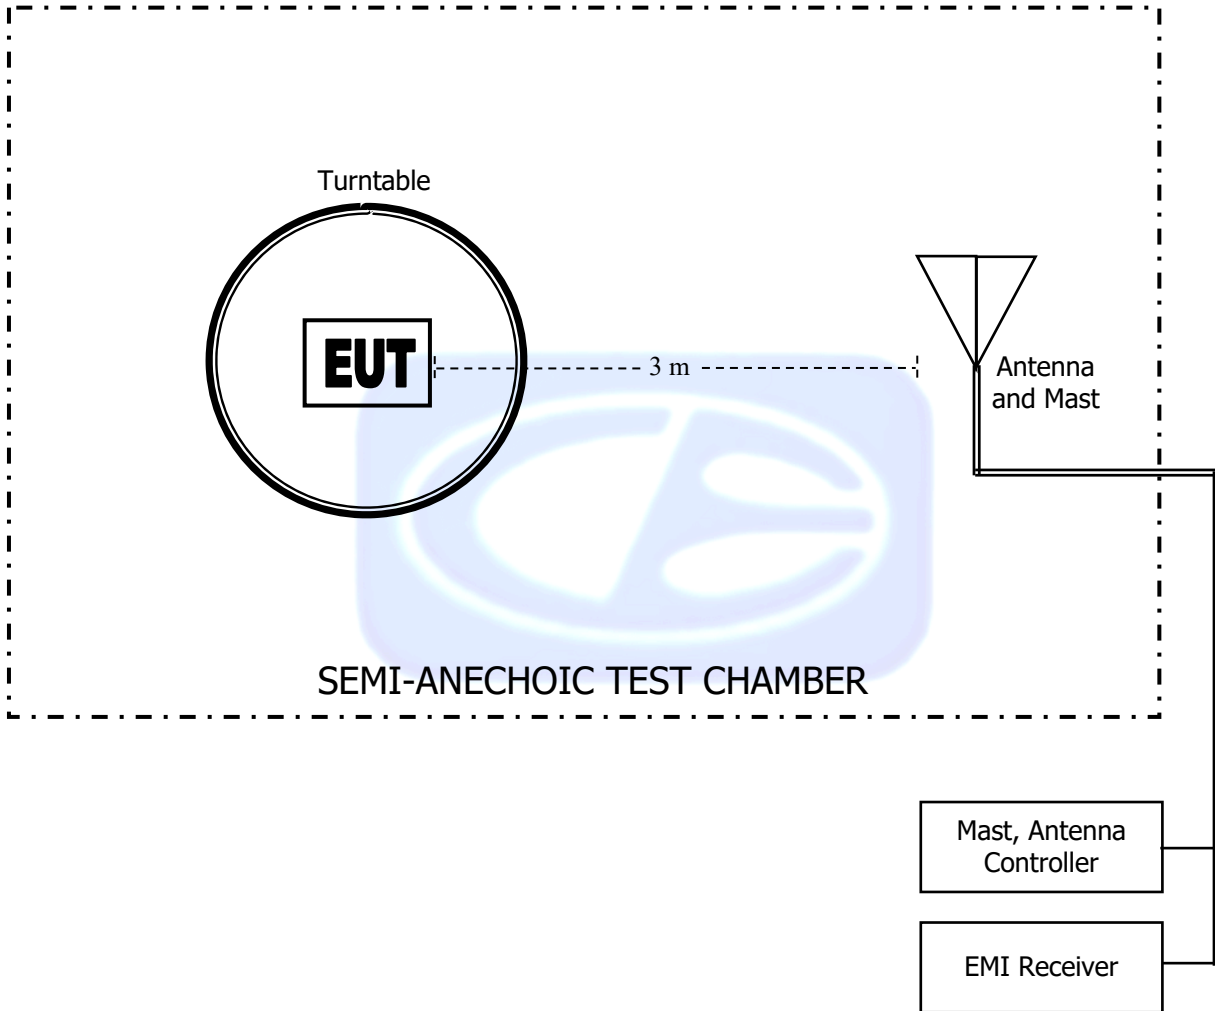 Turntable
EUT
3 m
Antenna
and Mast
SEMI-ANECHOIC TEST CHAMBER
Mast, Antenna
Controller
EMI Receiver